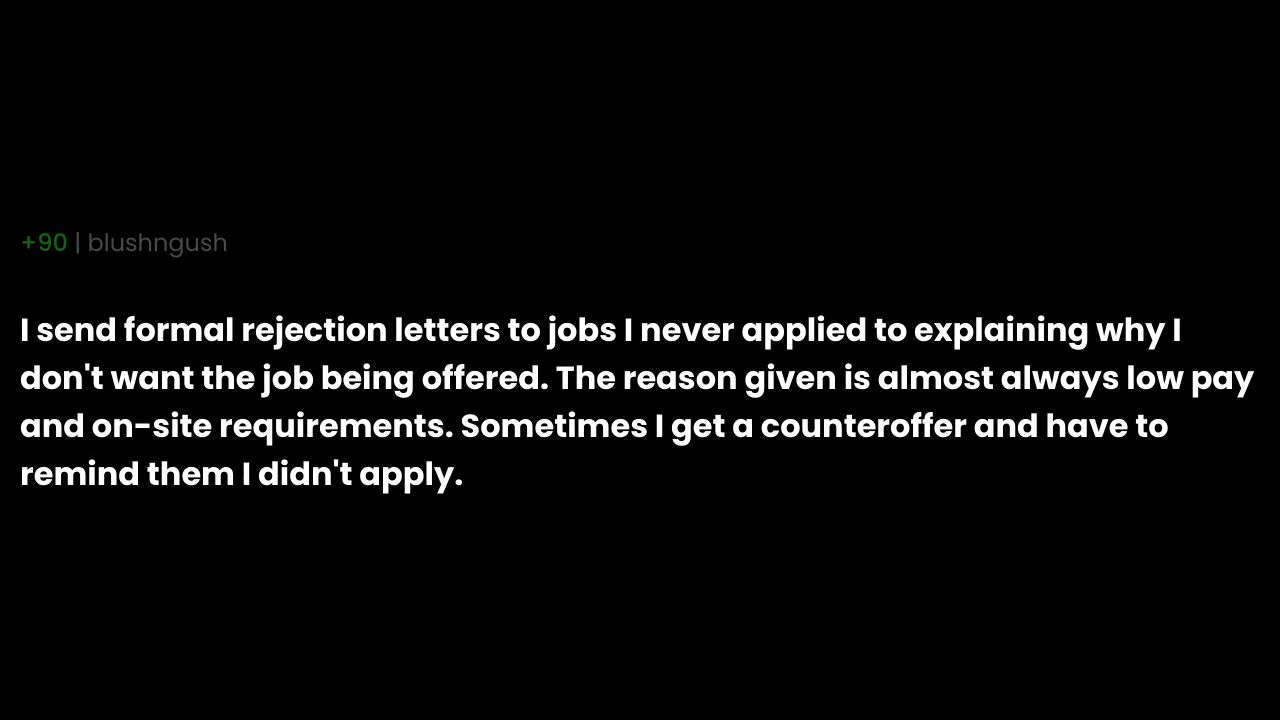 +90 | blushngush
I send formal rejection letters to jobs I never applied to explaining why I
don't want the job being offered. The reason given is almost always low pay
and on-site requirements. Sometimes I get a counteroffer and have to
remind them I didn't apply.